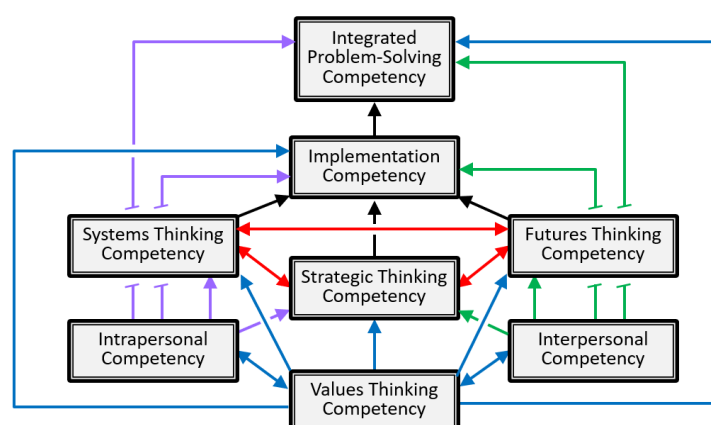 Integrated
Problem-Solving
Competency
Implementation
Competency
Systems Thinking
Competency
Futures Thinking
Competency
Strategic Thinking
Competency
Intrapersonal
Competency
Interpersonal
Competency
Values Thinking
Competency